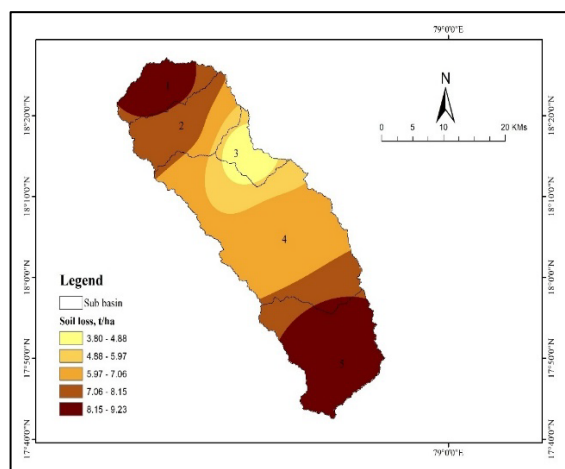 79°0'0"E
N
0 5 10 20 KMs
18°20'0"N
18°10'0"N
18°0'0"N
17°50'0"N
17°40'0"N
18°20'0"N
18°10'0"N
18°0'0"N
17°50'0"N
17°40'0"N
1
2
3
4
5
Legend
Sub basin
Soil loss, t/ha
3.80 - 4.88
4.88 - 5.97
5.97 - 7.06
7.06 - 8.15
8.15 - 9.23
79°0'0"E